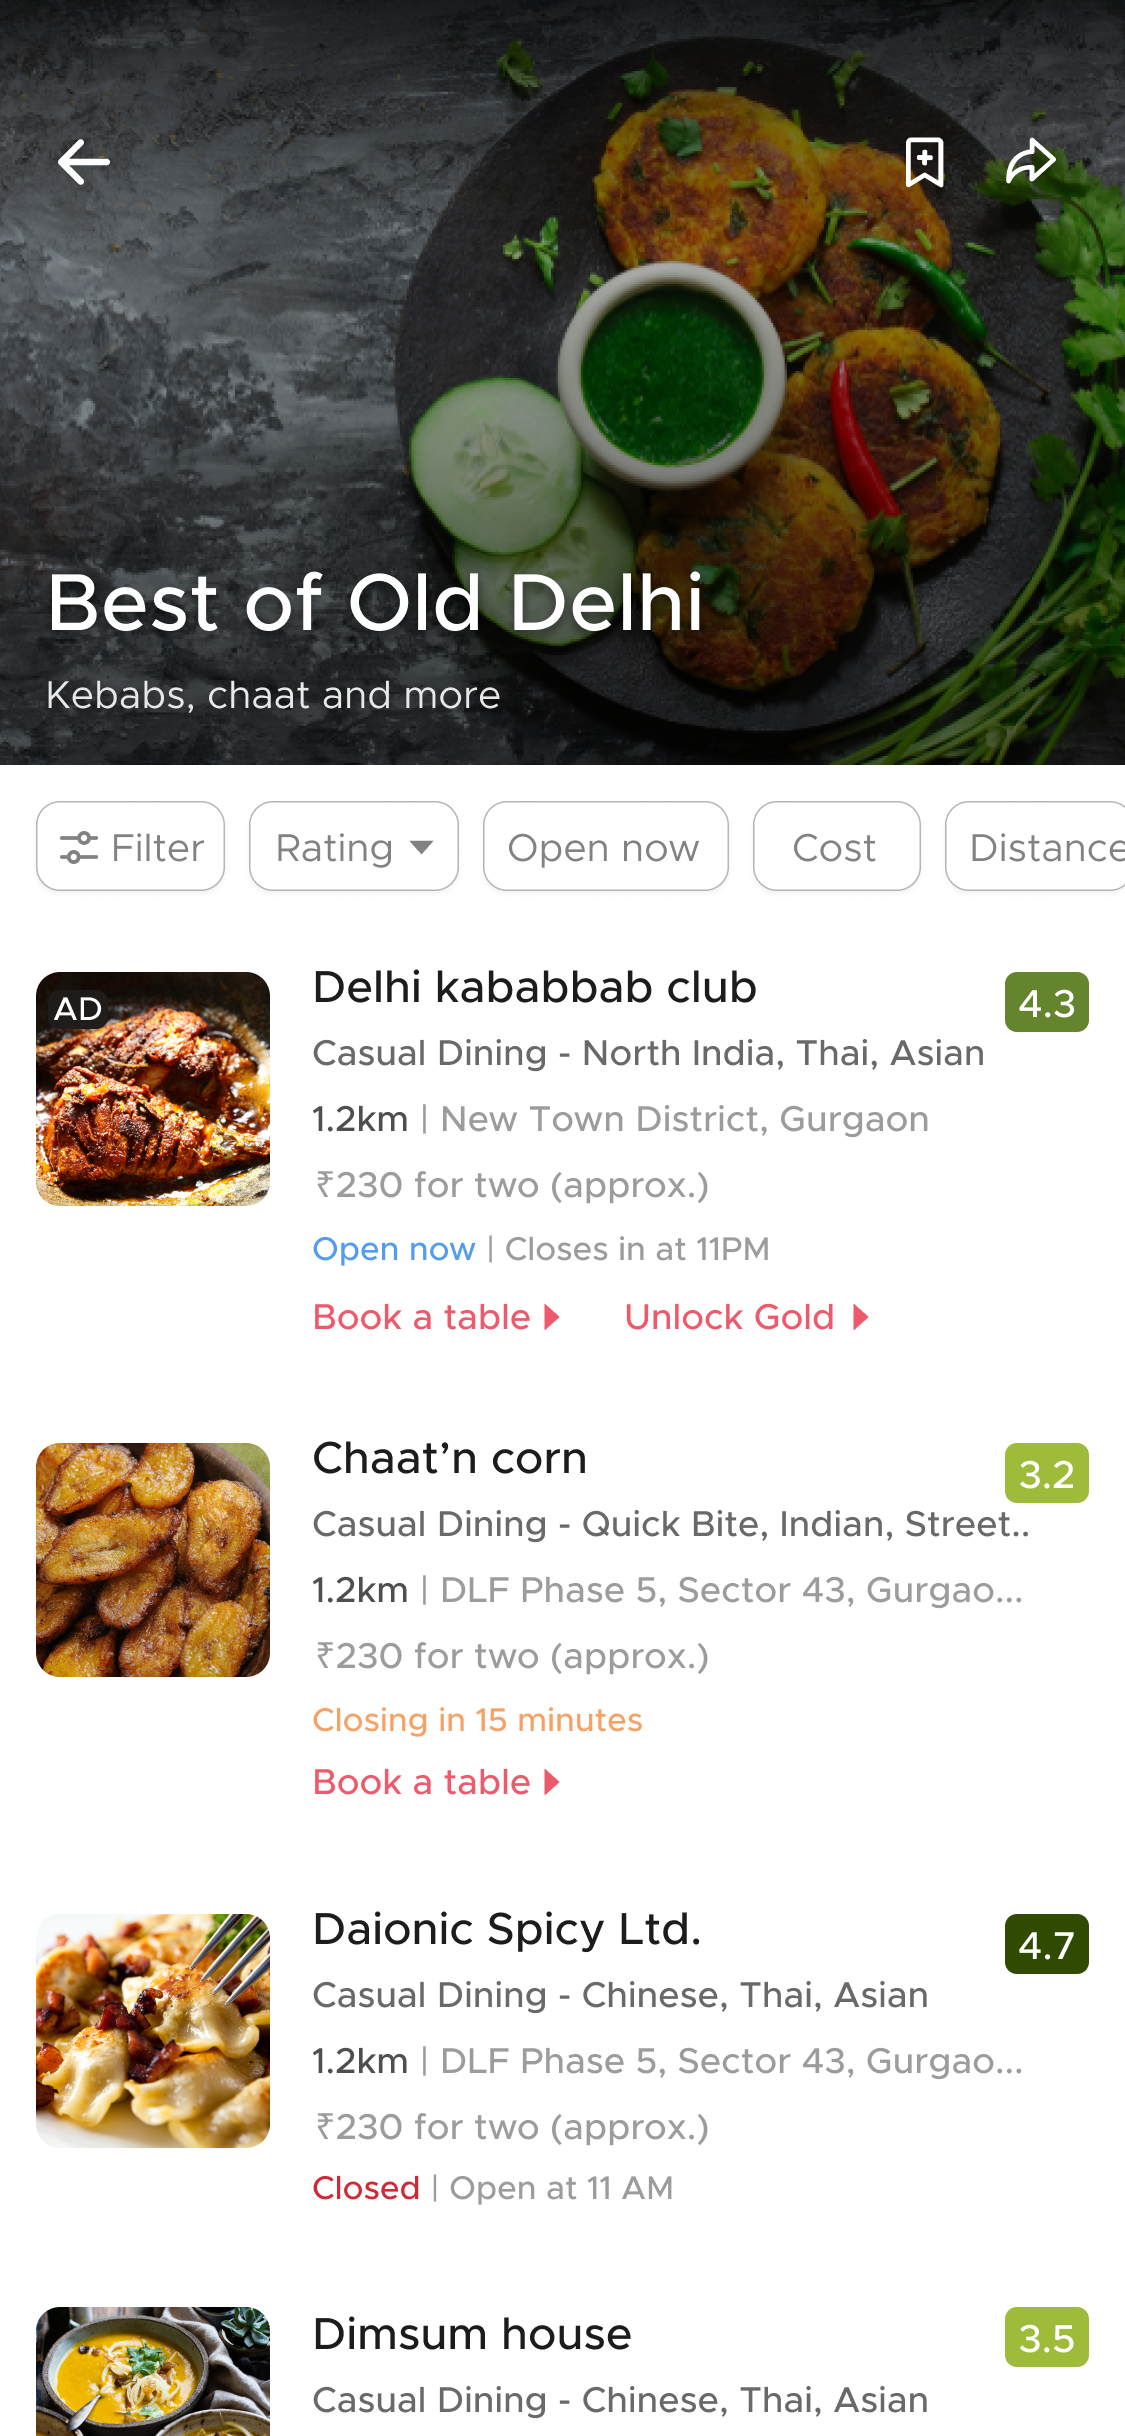 Best of Old Delhi
Kebabs, chaat and more
Filter
Rating
Open now
Cost
Distance
AD
Delhi kababbab club
4.3
Casual Dining - North India, Thai, Asian
1.2km | New Town District, Gurgaon
₹230 for two (approx.)
Open now | Closes in at 11PM
Book a table
Unlock Gold
Chaat’n corn
3.2
Casual Dining - Quick Bite, Indian, Street..
1.2km | DLF Phase 5, Sector 43, Gurgao...
₹230 for two (approx.)
Closing in 15 minutes
Book a table
Daionic Spicy Ltd.
4.7
Casual Dining - Chinese, Thai, Asian
1.2km | DLF Phase 5, Sector 43, Gurgao...
₹230 for two (approx.)
Closed | Open at 11 AM
Dimsum house
3.5
Casual Dining - Chinese, Thai, Asian